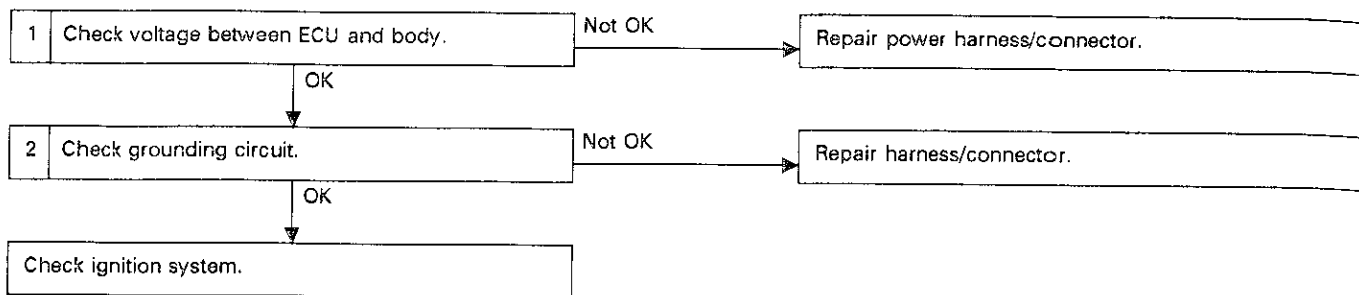 1 Check voltage between ECU and body.
Not OK
Repair power harness/connector.
OK
2 Check grounding circuit.
Not OK
Repair harness/connector.
OK
Check ignition system.